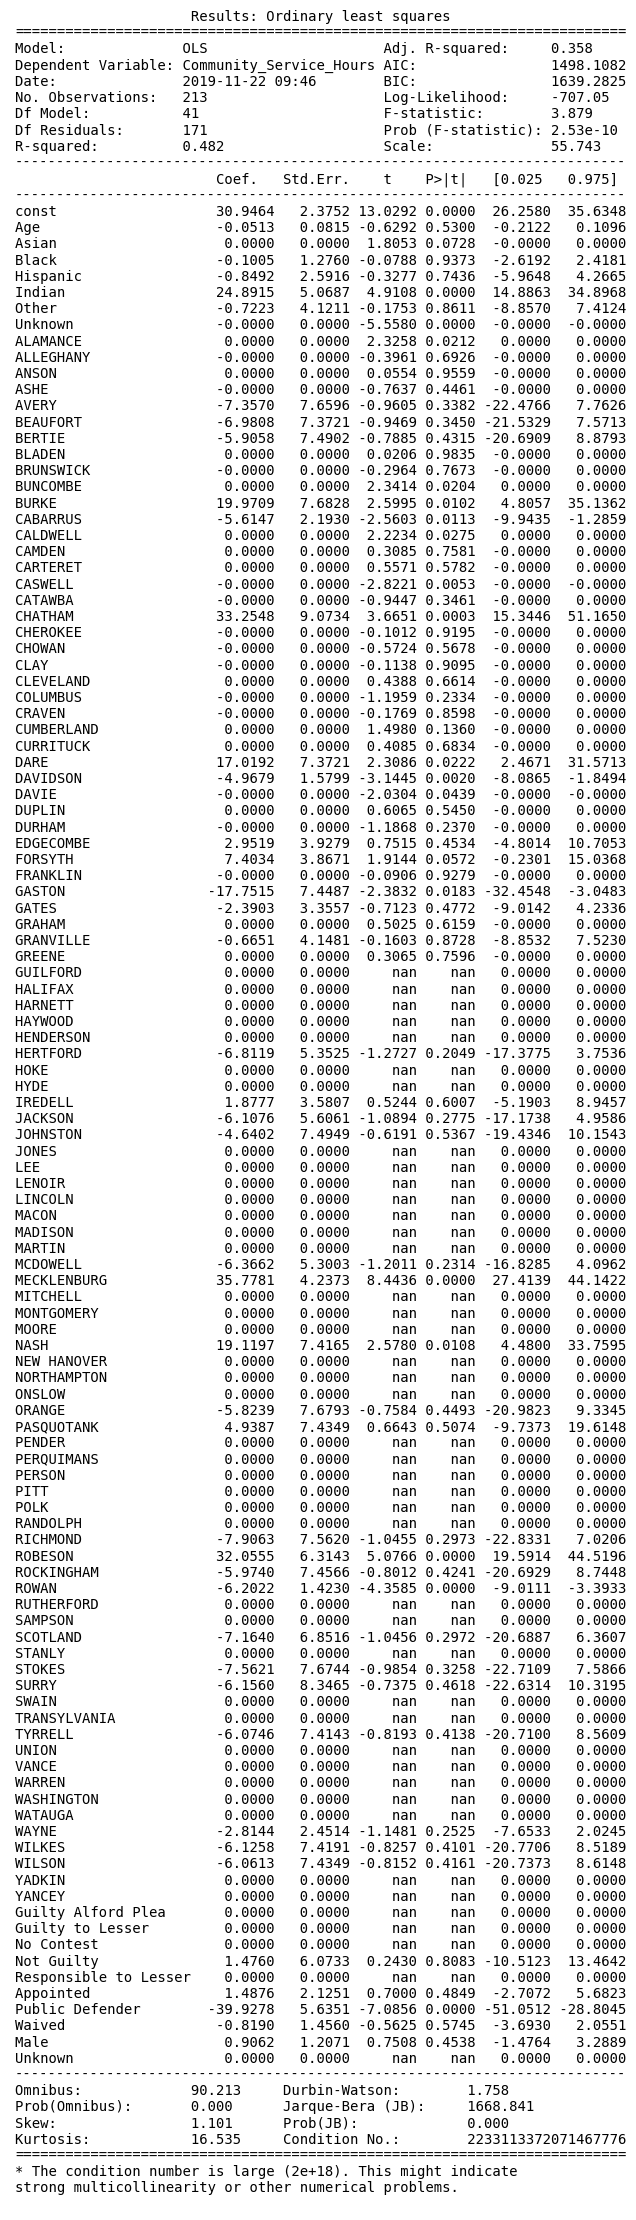 Results: Ordinary least squares
==========================================================================
Model: OLS Adj. R-squared: 0.358
Dependent Variable: Community_Service_Hours AIC: 1498.1082
Date: 2019-11-22 09:46 BIC: 1639.2825
No. Observations: 213 Log-Likelihood: -707.05
Df Model: 41 F-statistic: 3.879
Df Residuals: 171 Prob (F-statistic): 2.53e-10
R-squared: 0.482 Scale: 55.743
--------------------------------------------------------------------------
Coef. Std.Err. t P>|t| [0.025 0.975]
--------------------------------------------------------------------------
const 30.9464 2.3752 13.0292 0.0000 26.2580 35.6348
Age -0.0513 0.0815 -0.6292 0.5300 -0.2122 0.1096
Asian 0.0000 0.0000 1.8053 0.0728 -0.0000 0.0000
Black -0.1005 1.2760 -0.0788 0.9373 -2.6192 2.4181
Hispanic -0.8492 2.5916 -0.3277 0.7436 -5.9648 4.2665
Indian 24.8915 5.0687 4.9108 0.0000 14.8863 34.8968
Other -0.7223 4.1211 -0.1753 0.8611 -8.8570 7.4124
Unknown -0.0000 0.0000 -5.5580 0.0000 -0.0000 -0.0000
ALAMANCE 0.0000 0.0000 2.3258 0.0212 0.0000 0.0000
ALLEGHANY -0.0000 0.0000 -0.3961 0.6926 -0.0000 0.0000
ANSON 0.0000 0.0000 0.0554 0.9559 -0.0000 0.0000
ASHE -0.0000 0.0000 -0.7637 0.4461 -0.0000 0.0000
AVERY -7.3570 7.6596 -0.9605 0.3382 -22.4766 7.7626
BEAUFORT -6.9808 7.3721 -0.9469 0.3450 -21.5329 7.5713
BERTIE -5.9058 7.4902 -0.7885 0.4315 -20.6909 8.8793
BLADEN 0.0000 0.0000 0.0206 0.9835 -0.0000 0.0000
BRUNSWICK -0.0000 0.0000 -0.2964 0.7673 -0.0000 0.0000
BUNCOMBE 0.0000 0.0000 2.3414 0.0204 0.0000 0.0000
BURKE 19.9709 7.6828 2.5995 0.0102 4.8057 35.1362
CABARRUS -5.6147 2.1930 -2.5603 0.0113 -9.9435 -1.2859
CALDWELL 0.0000 0.0000 2.2234 0.0275 0.0000 0.0000
CAMDEN 0.0000 0.0000 0.3085 0.7581 -0.0000 0.0000
CARTERET 0.0000 0.0000 0.5571 0.5782 -0.0000 0.0000
CASWELL -0.0000 0.0000 -2.8221 0.0053 -0.0000 -0.0000
CATAWBA -0.0000 0.0000 -0.9447 0.3461 -0.0000 0.0000
CHATHAM 33.2548 9.0734 3.6651 0.0003 15.3446 51.1650
CHEROKEE -0.0000 0.0000 -0.1012 0.9195 -0.0000 0.0000
CHOWAN -0.0000 0.0000 -0.5724 0.5678 -0.0000 0.0000
CLAY -0.0000 0.0000 -0.1138 0.9095 -0.0000 0.0000
CLEVELAND 0.0000 0.0000 0.4388 0.6614 -0.0000 0.0000
COLUMBUS -0.0000 0.0000 -1.1959 0.2334 -0.0000 0.0000
CRAVEN -0.0000 0.0000 -0.1769 0.8598 -0.0000 0.0000
CUMBERLAND 0.0000 0.0000 1.4980 0.1360 -0.0000 0.0000
CURRITUCK 0.0000 0.0000 0.4085 0.6834 -0.0000 0.0000
DARE 17.0192 7.3721 2.3086 0.0222 2.4671 31.5713
DAVIDSON -4.9679 1.5799 -3.1445 0.0020 -8.0865 -1.8494
DAVIE -0.0000 0.0000 -2.0304 0.0439 -0.0000 -0.0000
DUPLIN 0.0000 0.0000 0.6065 0.5450 -0.0000 0.0000
DURHAM -0.0000 0.0000 -1.1868 0.2370 -0.0000 0.0000
EDGECOMBE 2.9519 3.9279 0.7515 0.4534 -4.8014 10.7053
FORSYTH 7.4034 3.8671 1.9144 0.0572 -0.2301 15.0368
FRANKLIN -0.0000 0.0000 -0.0906 0.9279 -0.0000 0.0000
GASTON -17.7515 7.4487 -2.3832 0.0183 -32.4548 -3.0483
GATES -2.3903 3.3557 -0.7123 0.4772 -9.0142 4.2336
GRAHAM 0.0000 0.0000 0.5025 0.6159 -0.0000 0.0000
GRANVILLE -0.6651 4.1481 -0.1603 0.8728 -8.8532 7.5230
GREENE 0.0000 0.0000 0.3065 0.7596 -0.0000 0.0000
GUILFORD 0.0000 0.0000 nan nan 0.0000 0.0000
HALIFAX 0.0000 0.0000 nan nan 0.0000 0.0000
HARNETT 0.0000 0.0000 nan nan 0.0000 0.0000
HAYWOOD 0.0000 0.0000 nan nan 0.0000 0.0000
HENDERSON 0.0000 0.0000 nan nan 0.0000 0.0000
HERTFORD -6.8119 5.3525 -1.2727 0.2049 -17.3775 3.7536
HOKE 0.0000 0.0000 nan nan 0.0000 0.0000
HYDE 0.0000 0.0000 nan nan 0.0000 0.0000
IREDELL 1.8777 3.5807 0.5244 0.6007 -5.1903 8.9457
JACKSON -6.1076 5.6061 -1.0894 0.2775 -17.1738 4.9586
JOHNSTON -4.6402 7.4949 -0.6191 0.5367 -19.4346 10.1543
JONES 0.0000 0.0000 nan nan 0.0000 0.0000
LEE 0.0000 0.0000 nan nan 0.0000 0.0000
LENOIR 0.0000 0.0000 nan nan 0.0000 0.0000
LINCOLN 0.0000 0.0000 nan nan 0.0000 0.0000
MACON 0.0000 0.0000 nan nan 0.0000 0.0000
MADISON 0.0000 0.0000 nan nan 0.0000 0.0000
MARTIN 0.0000 0.0000 nan nan 0.0000 0.0000
MCDOWELL -6.3662 5.3003 -1.2011 0.2314 -16.8285 4.0962
MECKLENBURG 35.7781 4.2373 8.4436 0.0000 27.4139 44.1422
MITCHELL 0.0000 0.0000 nan nan 0.0000 0.0000
MONTGOMERY 0.0000 0.0000 nan nan 0.0000 0.0000
MOORE 0.0000 0.0000 nan nan 0.0000 0.0000
NASH 19.1197 7.4165 2.5780 0.0108 4.4800 33.7595
NEW HANOVER 0.0000 0.0000 nan nan 0.0000 0.0000
NORTHAMPTON 0.0000 0.0000 nan nan 0.0000 0.0000
ONSLOW 0.0000 0.0000 nan nan 0.0000 0.0000
ORANGE -5.8239 7.6793 -0.7584 0.4493 -20.9823 9.3345
PASQUOTANK 4.9387 7.4349 0.6643 0.5074 -9.7373 19.6148
PENDER 0.0000 0.0000 nan nan 0.0000 0.0000
PERQUIMANS 0.0000 0.0000 nan nan 0.0000 0.0000
PERSON 0.0000 0.0000 nan nan 0.0000 0.0000
PITT 0.0000 0.0000 nan nan 0.0000 0.0000
POLK 0.0000 0.0000 nan nan 0.0000 0.0000
RANDOLPH 0.0000 0.0000 nan nan 0.0000 0.0000
RICHMOND -7.9063 7.5620 -1.0455 0.2973 -22.8331 7.0206
ROBESON 32.0555 6.3143 5.0766 0.0000 19.5914 44.5196
ROCKINGHAM -5.9740 7.4566 -0.8012 0.4241 -20.6929 8.7448
ROWAN -6.2022 1.4230 -4.3585 0.0000 -9.0111 -3.3933
RUTHERFORD 0.0000 0.0000 nan nan 0.0000 0.0000
SAMPSON 0.0000 0.0000 nan nan 0.0000 0.0000
SCOTLAND -7.1640 6.8516 -1.0456 0.2972 -20.6887 6.3607
STANLY 0.0000 0.0000 nan nan 0.0000 0.0000
STOKES -7.5621 7.6744 -0.9854 0.3258 -22.7109 7.5866
SURRY -6.1560 8.3465 -0.7375 0.4618 -22.6314 10.3195
SWAIN 0.0000 0.0000 nan nan 0.0000 0.0000
TRANSYLVANIA 0.0000 0.0000 nan nan 0.0000 0.0000
TYRRELL -6.0746 7.4143 -0.8193 0.4138 -20.7100 8.5609
UNION 0.0000 0.0000 nan nan 0.0000 0.0000
VANCE 0.0000 0.0000 nan nan 0.0000 0.0000
WARREN 0.0000 0.0000 nan nan 0.0000 0.0000
WASHINGTON 0.0000 0.0000 nan nan 0.0000 0.0000
WATAUGA 0.0000 0.0000 nan nan 0.0000 0.0000
WAYNE -2.8144 2.4514 -1.1481 0.2525 -7.6533 2.0245
WILKES -6.1258 7.4191 -0.8257 0.4101 -20.7706 8.5189
WILSON -6.0613 7.4349 -0.8152 0.4161 -20.7373 8.6148
YADKIN 0.0000 0.0000 nan nan 0.0000 0.0000
YANCEY 0.0000 0.0000 nan nan 0.0000 0.0000
Guilty Alford Plea 0.0000 0.0000 nan nan 0.0000 0.0000
Guilty to Lesser 0.0000 0.0000 nan nan 0.0000 0.0000
No Contest 0.0000 0.0000 nan nan 0.0000 0.0000
Not Guilty 1.4760 6.0733 0.2430 0.8083 -10.5123 13.4642
Responsible to Lesser 0.0000 0.0000 nan nan 0.0000 0.0000
Appointed 1.4876 2.1251 0.7000 0.4849 -2.7072 5.6823
Public Defender -39.9278 5.6351 -7.0856 0.0000 -51.0512 -28.8045
Waived -0.8190 1.4560 -0.5625 0.5745 -3.6930 2.0551
Male 0.9062 1.2071 0.7508 0.4538 -1.4764 3.2889
Unknown 0.0000 0.0000 nan nan 0.0000 0.0000
--------------------------------------------------------------------------
Omnibus: 90.213 Durbin-Watson: 1.758
Prob(Omnibus): 0.000 Jarque-Bera (JB): 1668.841
Skew: 1.101 Prob(JB): 0.000
Kurtosis: 16.535 Condition No.: 2233113372071467776
==========================================================================
* The condition number is large (2e+18). This might indicate
strong multicollinearity or other numerical problems.